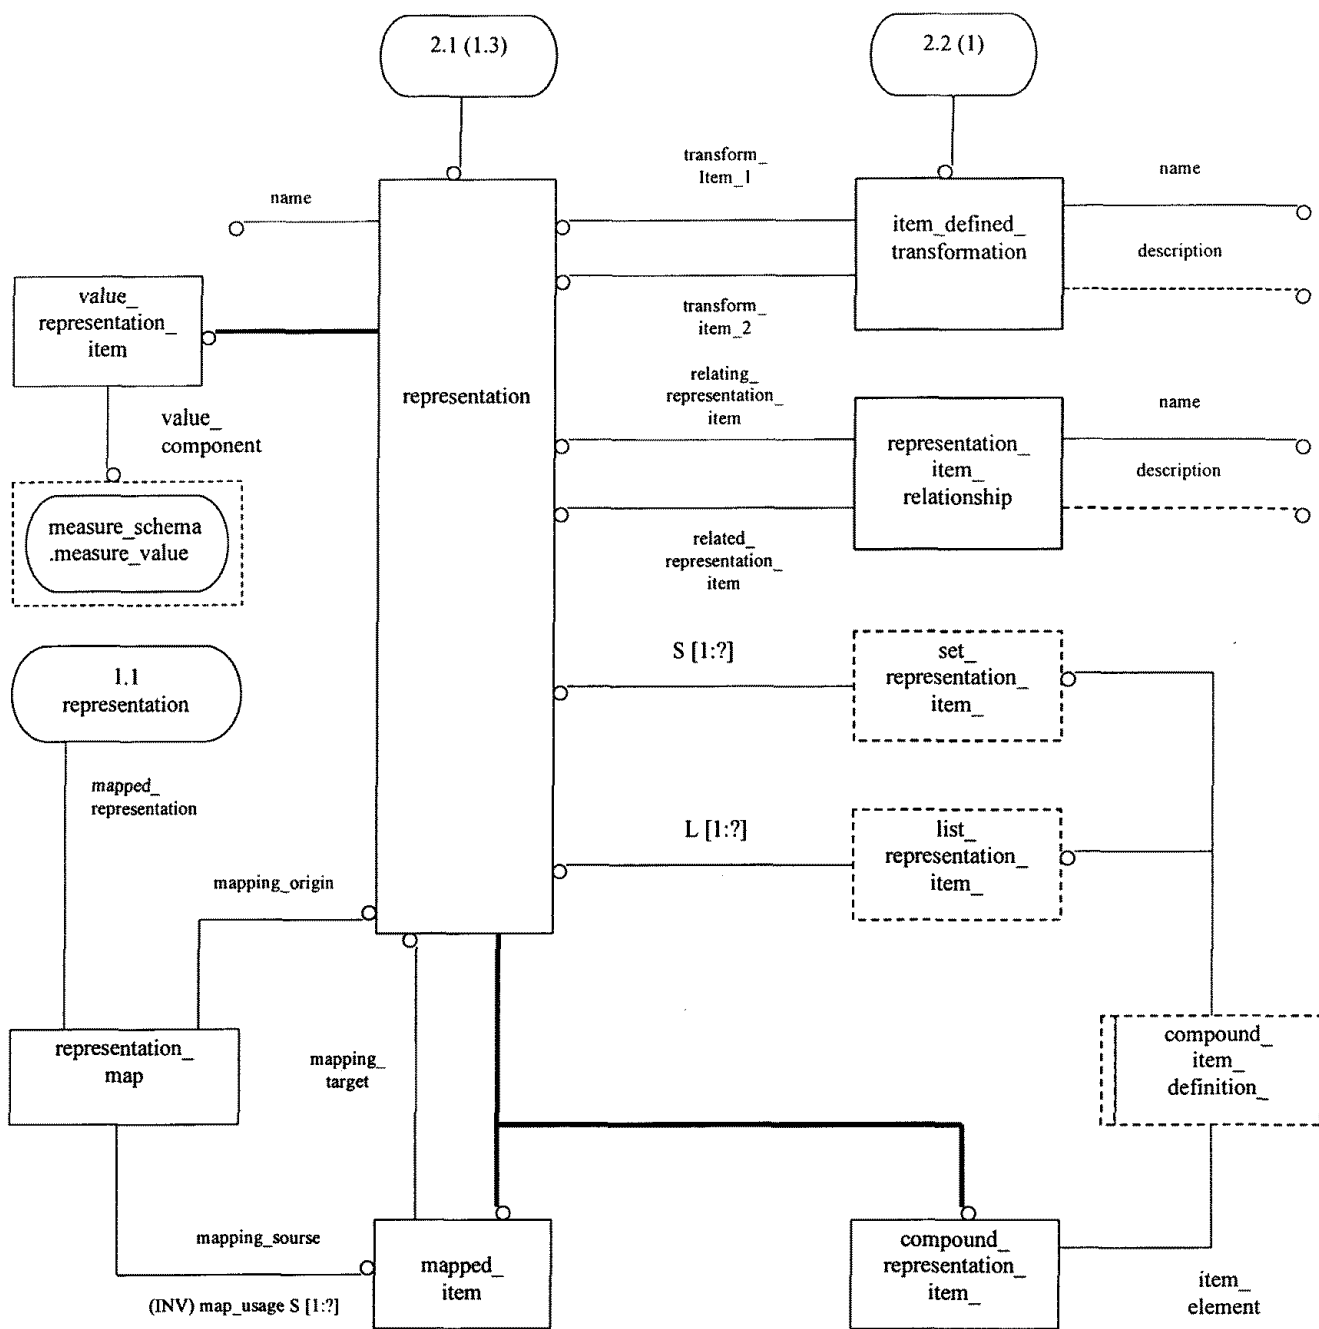 2.1 (1.3)
2.2 (1)
transform_
Item_1
name
name
item_defined_
transformation
description
value_
representation_
item
transform_
item_2
representation
relating_
representation_
item
name
value_
component
representation_
item_
relationship
description
measure_schema
.measure_value
related_
representation_
item
S [1:?]
set_
representation_
item_
1.1
representation
mapped_
representation
L [1:?]
list_
representation_
item_
mapping_origin
representation_
map
mapping_
target
compound_
item_
definition_
mapping_sourse
mapped_
item
compound_
representation_
item_
item_
element
(INV) map_usage S [1:?]